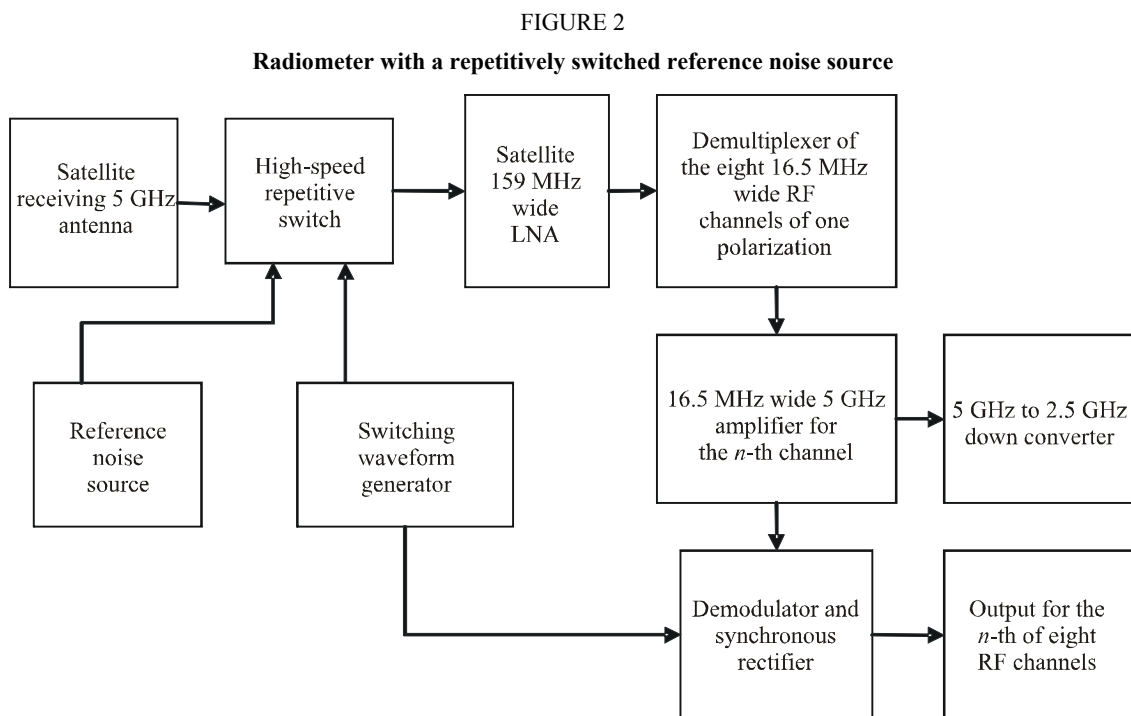 FIGURE 2
Radiometer with a repetitively switched reference noise source
Satellite
receiving 5 GHz
antenna
High-speed
repetitive
switch
Satellite
159 MHz
wide
LNA
Demultiplexer of
the eight 16.5 MHz
wide RF
channels of one
polarization
Reference
noise
source
Switching
waveform
generator
16.5 MHz wide 5 GHz
amplifier for
the n-th channel
5 GHz to 2.5 GHz
down converter
Demodulator and
synchronous
rectifier
Output for the
n-th of eight
RF channels